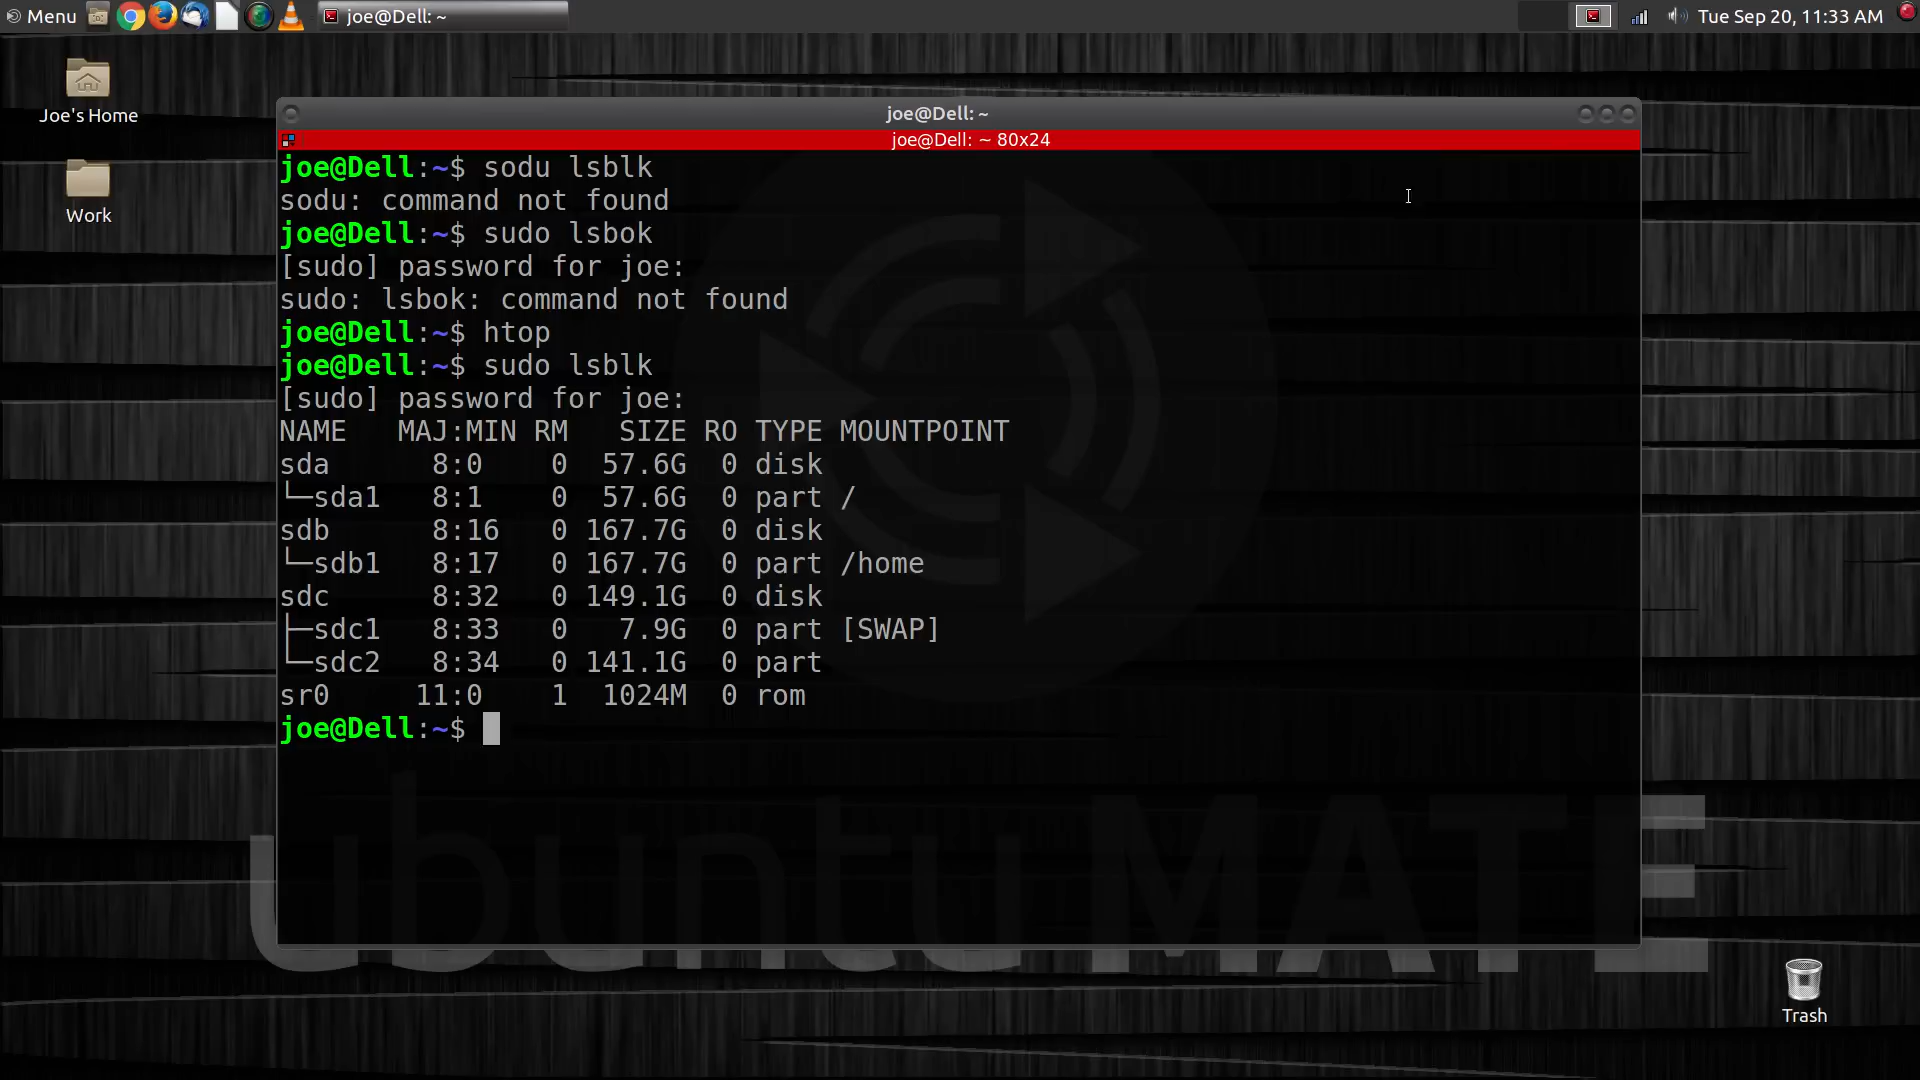 Menu
joe@Dell: ~
Tue Sep 20, 11:33 AM
Joe's Home
Work
joe@Dell: ~
joe@Dell: ~ 80x24
joe@Dell:~$ sodu lsblk
sodu: command not found
joe@Dell:~$ sudo lsbok
[sudo] password for joe:
sudo: lsbok: command not found
joe@Dell:~$ htop
joe@Dell:~$ sudo lsblk
[sudo] password for joe:
NAME   MAJ:MIN RM   SIZE RO TYPE MOUNTPOINT
sda      8:0    0  57.6G  0 disk
└─sda1   8:1    0  57.6G  0 part /
sdb      8:16   0 167.7G  0 disk
└─sdb1   8:17   0 167.7G  0 part /home
sdc      8:32   0 149.1G  0 disk
├─sdc1   8:33   0   7.9G  0 part [SWAP]
└─sdc2   8:34   0 141.1G  0 part
sr0     11:0    1  1024M  0 rom
joe@Dell:~$
ubuntu MATE
Trash